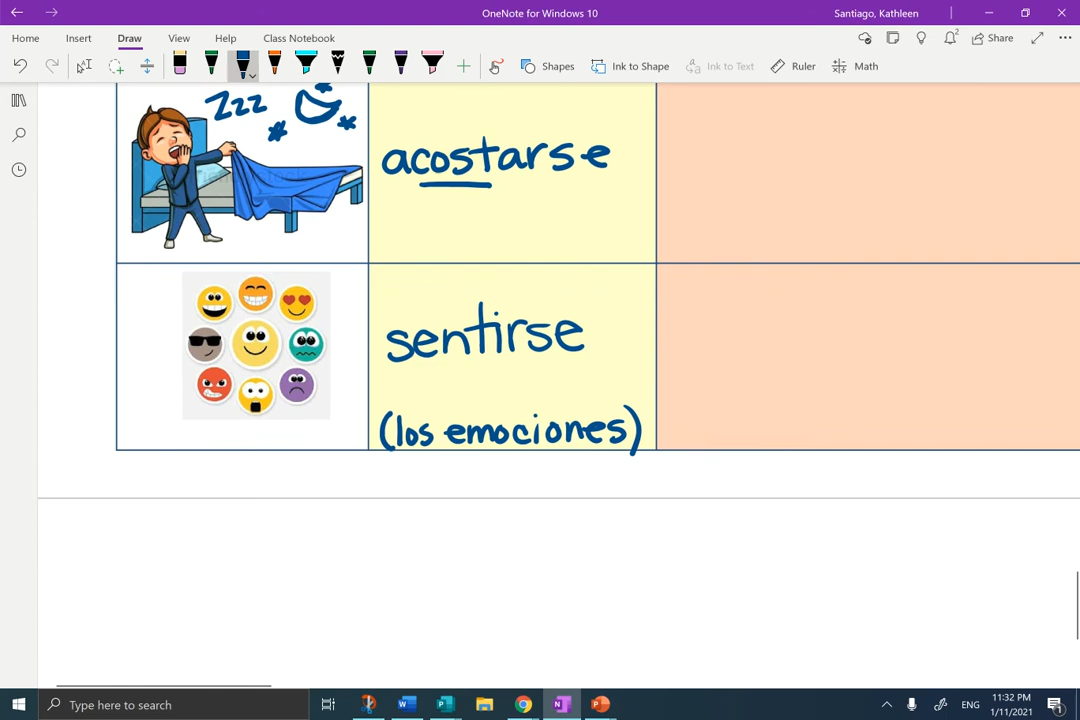 OneNote for Windows 10
Santiago, Kathleen
Home Insert Draw View Help Class Notebook
Share
Shapes Ink to Shape Ink to Text Ruler Math
Zzz
acostarse
sentirse
(los emociones)
Type here to search
ENG
11:32 PM
1/11/2021